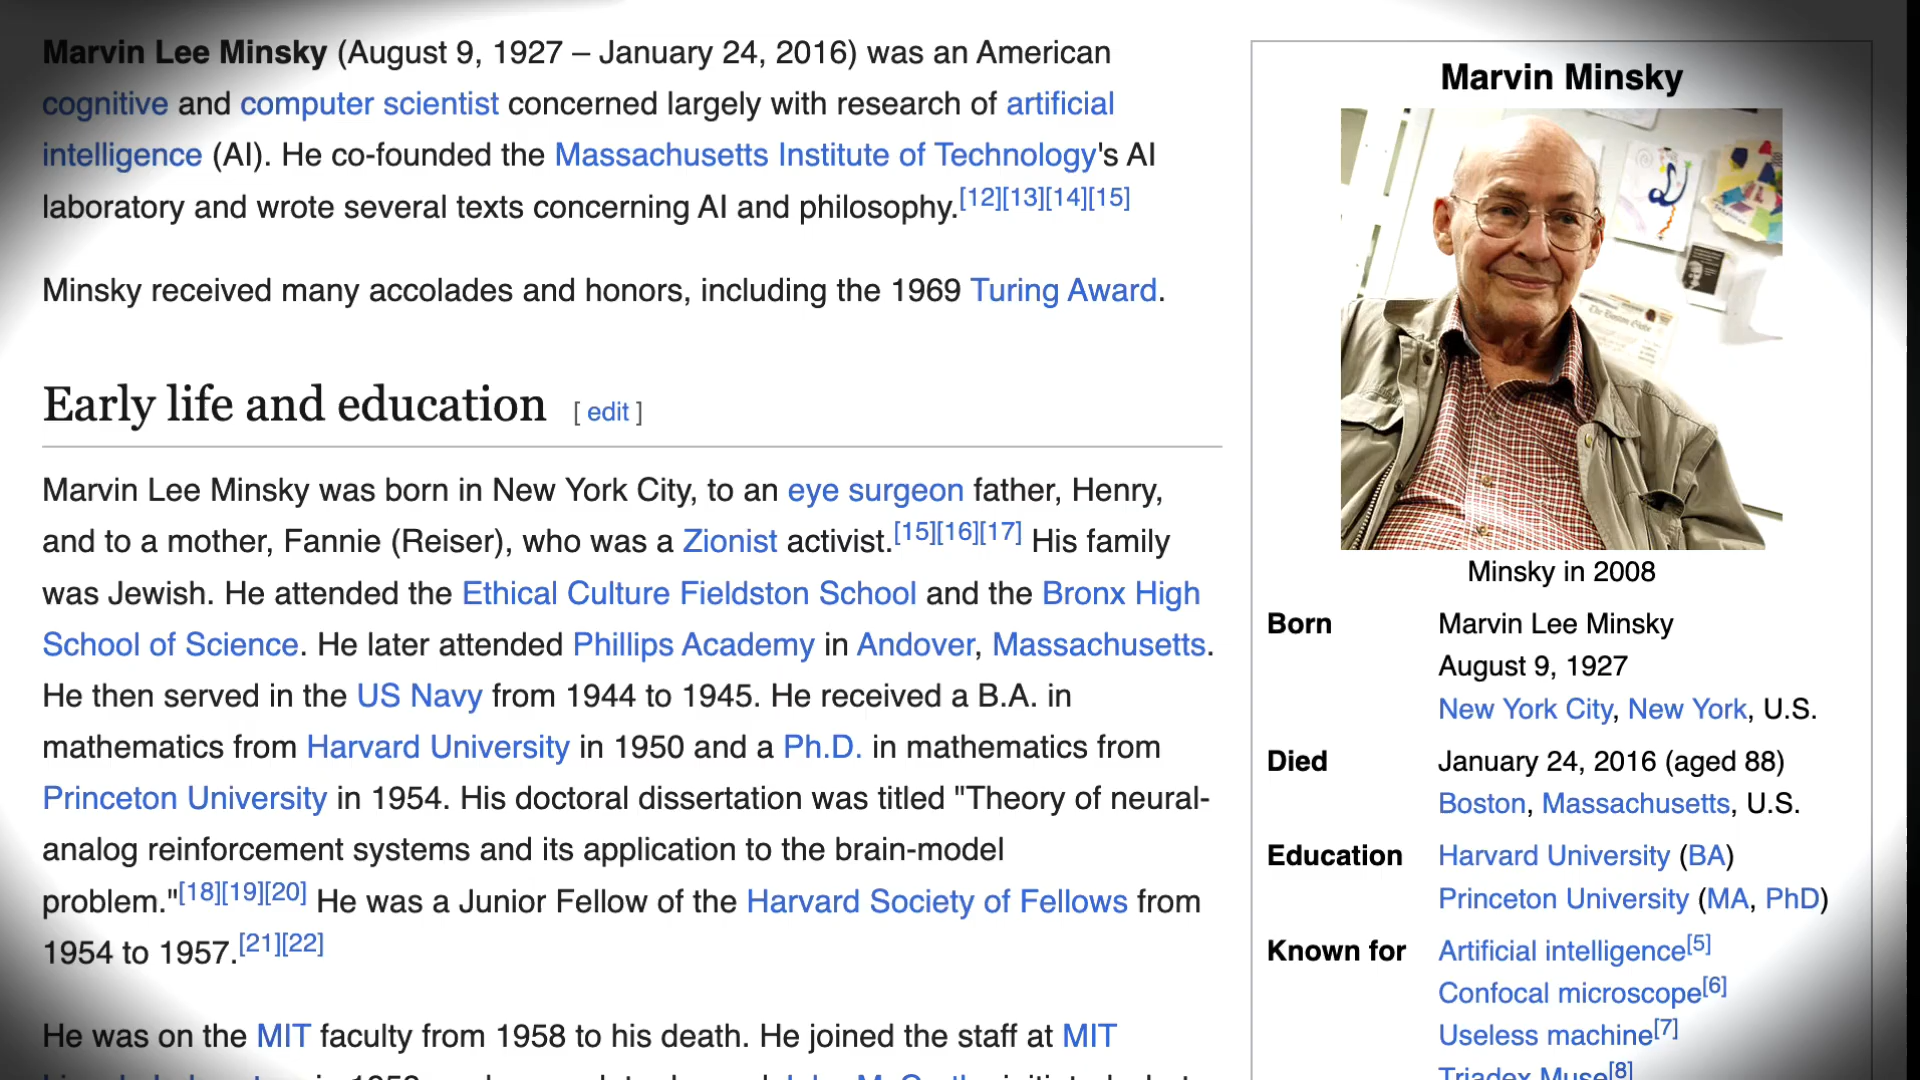 Marvin Lee Minsky (August 9, 1927 – January 24, 2016) was an American
cognitive and computer scientist concerned largely with research of artificial
intelligence (AI). He co-founded the Massachusetts Institute of Technology's AI
laboratory and wrote several texts concerning AI and philosophy.[12][13][14][15]
Minsky received many accolades and honors, including the 1969 Turing Award.
Early life and education [ edit ]
Marvin Lee Minsky was born in New York City, to an eye surgeon father, Henry,
and to a mother, Fannie (Reiser), who was a Zionist activist.[15][16][17] His family
was Jewish. He attended the Ethical Culture Fieldston School and the Bronx High
School of Science. He later attended Phillips Academy in Andover, Massachusetts.
He then served in the US Navy from 1944 to 1945. He received a B.A. in
mathematics from Harvard University in 1950 and a Ph.D. in mathematics from
Princeton University in 1954. His doctoral dissertation was titled "Theory of neural-
analog reinforcement systems and its application to the brain-model
problem."[18][19][20] He was a Junior Fellow of the Harvard Society of Fellows from
1954 to 1957.[21][22]
He was on the MIT faculty from 1958 to his death. He joined the staff at MIT
Marvin Minsky
The Boston Globe
Minsky in 2008
Born Marvin Lee Minsky
August 9, 1927
New York City, New York, U.S.
Died January 24, 2016 (aged 88)
Boston, Massachusetts, U.S.
Education Harvard University (BA)
Princeton University (MA, PhD)
Known for Artificial intelligence[5]
Confocal microscope[6]
Useless machine[7]
Triadex Muse[8]